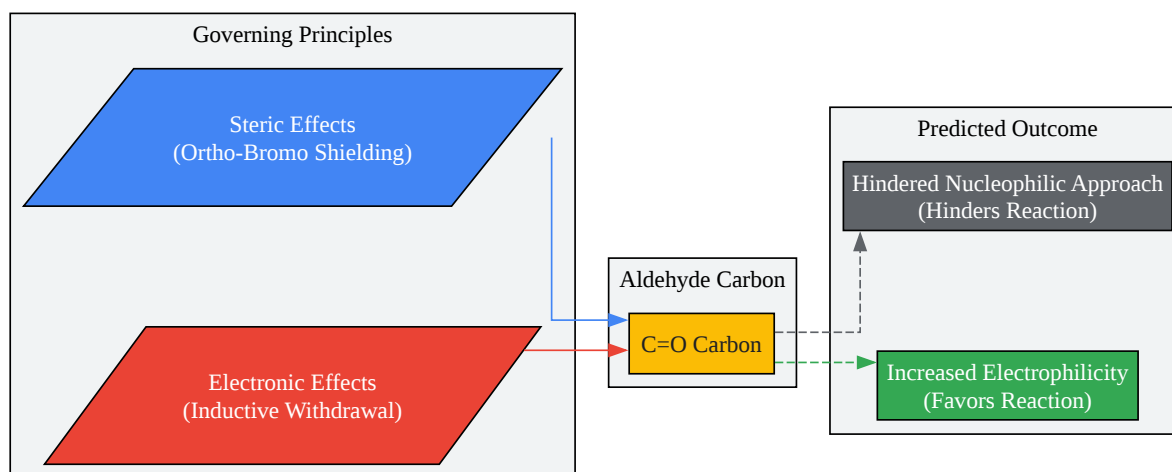 Governing Principles
Steric Effects
(Ortho-Bromo Shielding)
Electronic Effects
(Inductive Withdrawal)
Aldehyde Carbon
C=O Carbon
Predicted Outcome
Hindered Nucleophilic Approach
(Hinders Reaction)
Increased Electrophilicity
(Favors Reaction)